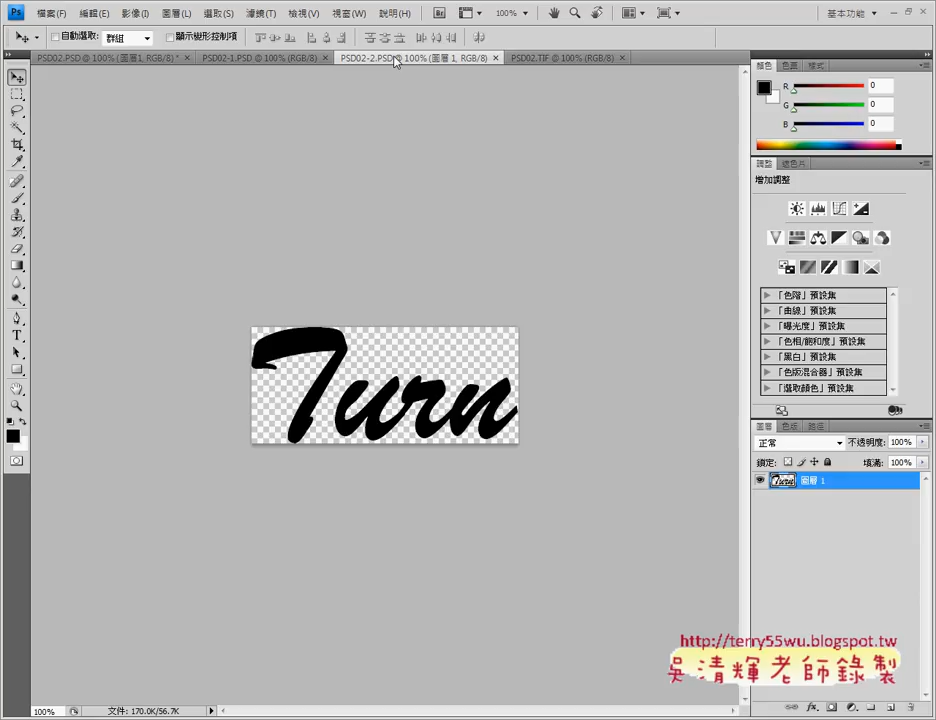 Ps 檔案(F) 編輯(E) 影像(I) 圖層(L) 選取(S) 濾鏡(T) 檢視(V) 視窗(W) 說明(H) Br 100% 基本功能
自動選取: 群組 顯示變形控制項
PSD02.PSD @ 100% (圖層 1, RGB/8) * × PSD02-1.PSD @ 100% (RGB/8) × PSD02-2.PSD @ 100% (圖層 1, RGB/8) × PSD02.TIF @ 100% (RGB/8) ×
顏色 色票 樣式
R 0
G 0
B 0
調整 遮色片
增加調整
「色階」預設集
「曲線」預設集
「曝光度」預設集
「色相/飽和度」預設集
「黑白」預設集
「色版混合器」預設集
「選取顏色」預設集
圖層 色版 路徑
正常 不透明度: 100%
鎖定: 填滿: 100%
Turn 圖層 1
Turn
http://terry55wu.blogspot.tw
吳清輝老師錄製
100% 文件: 170.0K/56.7K